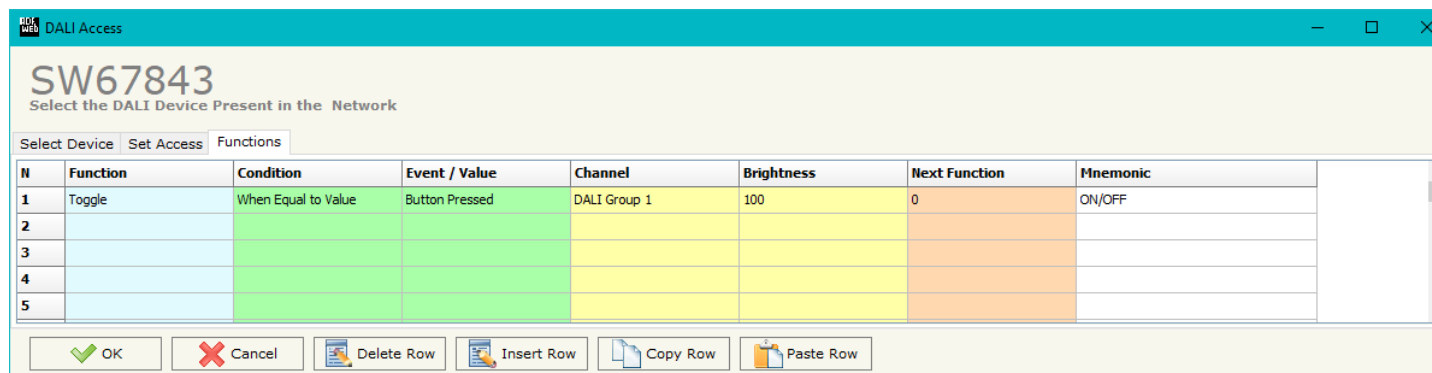 ADF WEB DALI Access
SW67843
Select the DALI Device Present in the Network
Select Device Set Access Functions
N Function Condition Event / Value Channel Brightness Next Function Mnemonic
1 Toggle When Equal to Value Button Pressed DALI Group 1 100 0 ON/OFF
2
3
4
5
OK Cancel Delete Row Insert Row Copy Row Paste Row